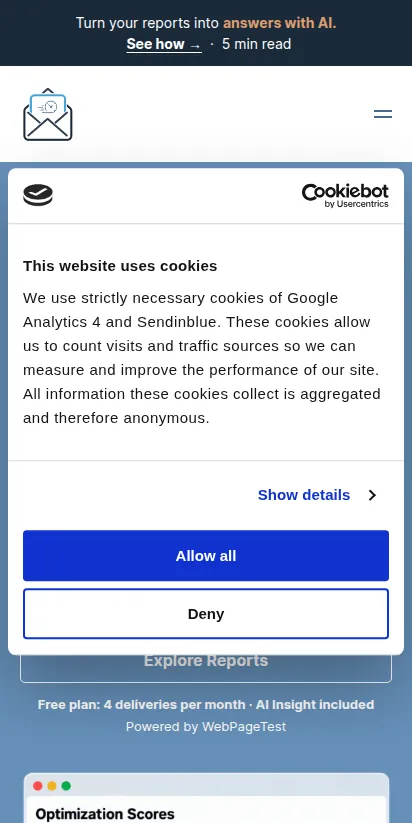 Turn your reports into answers with AI.
See how → · 5 min read
Cookiebot
by Usercentrics
This website uses cookies
We use strictly necessary cookies of Google
Analytics 4 and Sendinblue. These cookies allow
us to count visits and traffic sources so we can
measure and improve the performance of our site.
All information these cookies collect is aggregated
and therefore anonymous.
Show details
Allow all
Deny
Explore Reports
Free plan: 4 deliveries per month · AI Insight included
Powered by WebPageTest
Optimization Scores